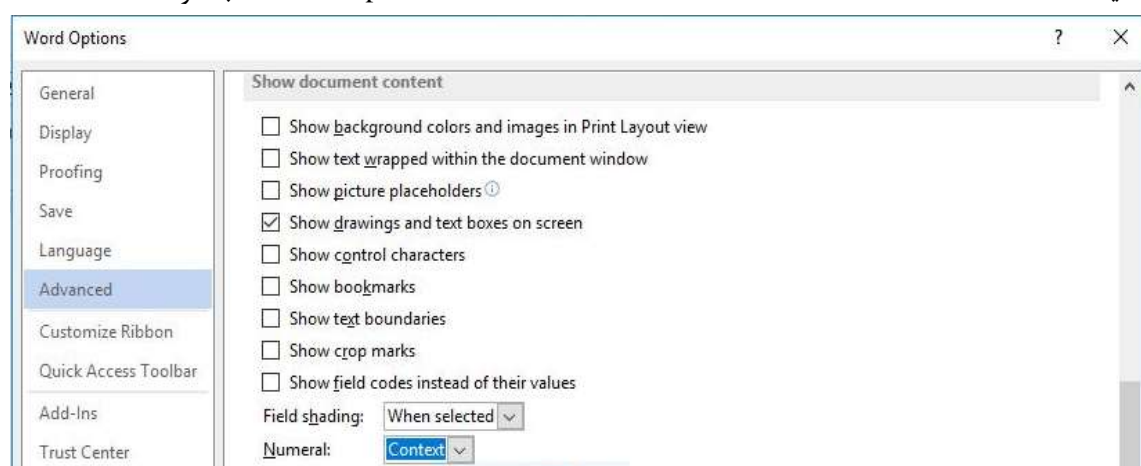 Word Options
General
Display
Proofing
Save
Language
Advanced
Customize Ribbon
Quick Access Toolbar
Add-Ins
Trust Center
Show document content
Show background colors and images in Print Layout view
Show text wrapped within the document window
Show picture placeholders
Show drawings and text boxes on screen
Show control characters
Show bookmarks
Show text boundaries
Show crop marks
Show field codes instead of their values
Field shading: When selected
Numeral: Context